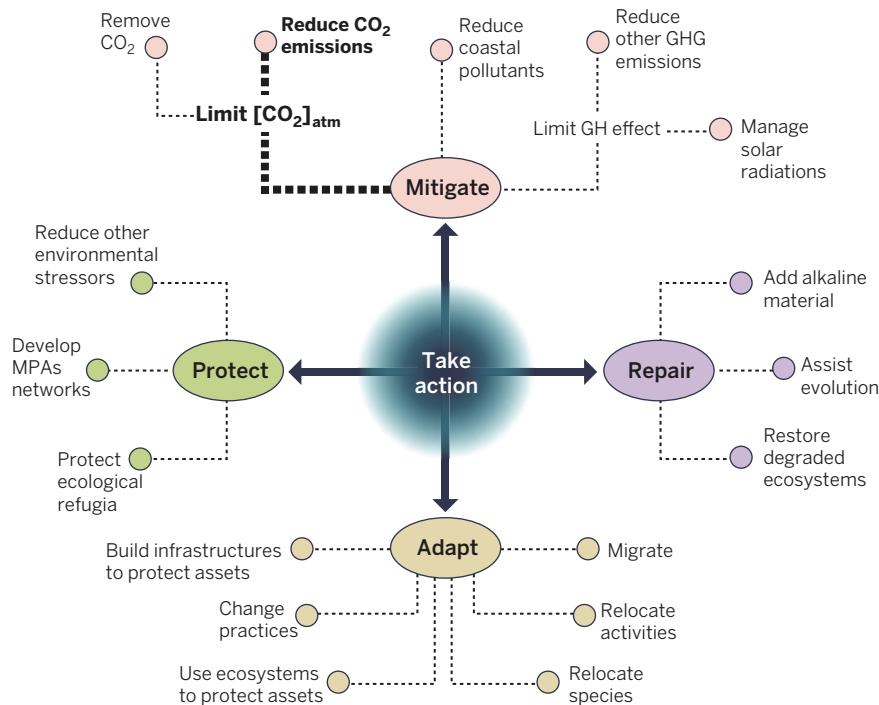 Remove
CO2
Reduce CO2
emissions
Reduce
coastal
pollutants
Reduce
other GHG
emissions
Limit [CO2]atm
Limit GH effect
Manage
solar
radiations
Mitigate
Reduce other
environmental
stressors
Develop
MPAs
networks
Protect
ecological
refugia
Protect
Take
action
Repair
Add alkaline
material
Assist
evolution
Restore
degraded
ecosystems
Adapt
Build infrastructures
to protect assets
Change
practices
Use ecosystems
to protect assets
Migrate
Relocate
activities
Relocate
species